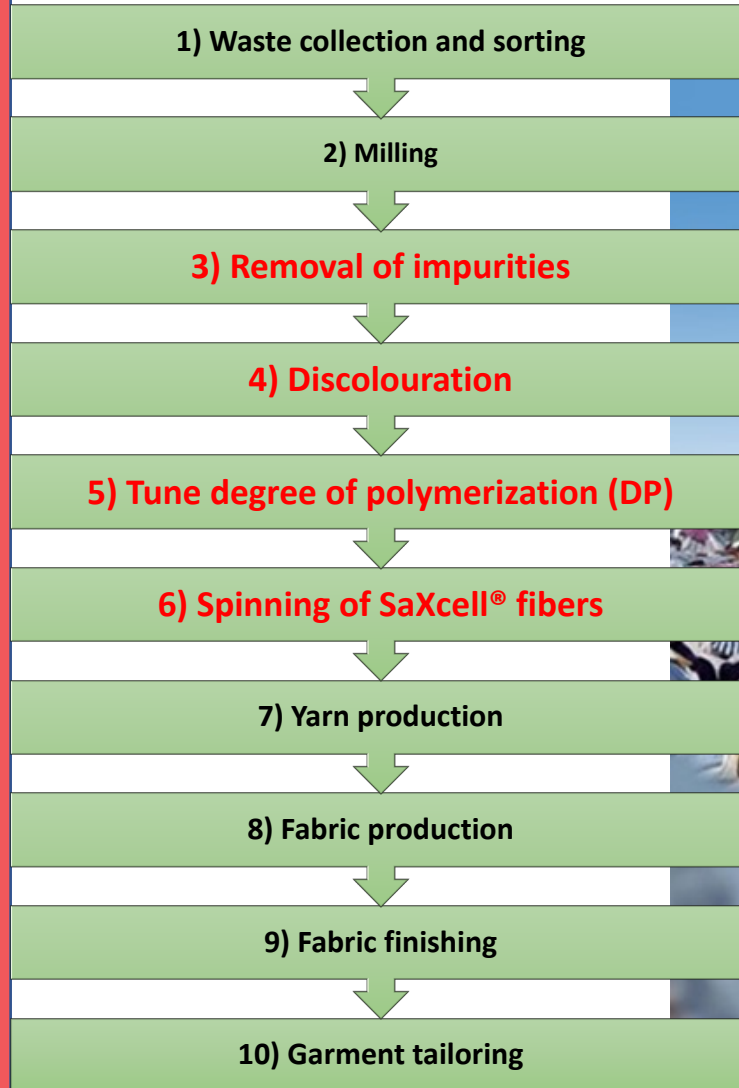 1) Waste collection and sorting
2) Milling
3) Removal of impurities
4) Discolouration
5) Tune degree of polymerization (DP)
6) Spinning of SaXcell® fibers
7) Yarn production
8) Fabric production
9) Fabric finishing
10) Garment tailoring